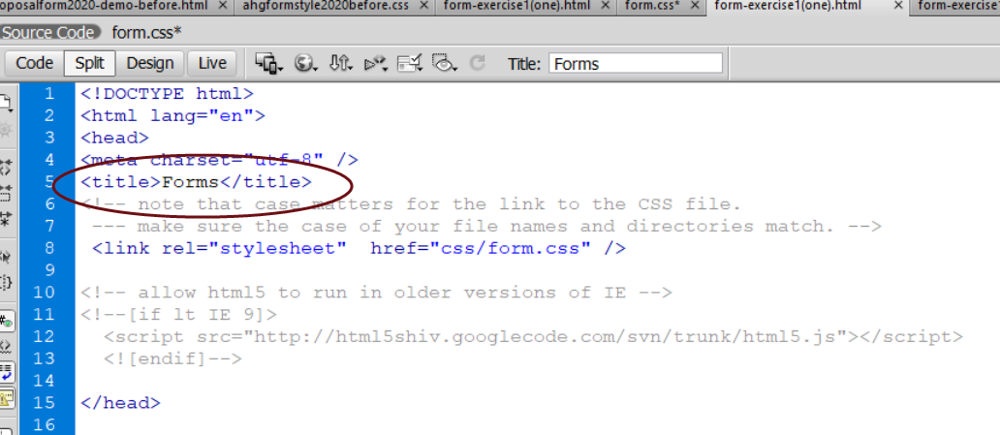 oposalform2020-demo-before.html × ahgformstyle2020before.css × form-exercise1(one).html × form.css* × form-exercise1(one).html × form-exercise1
Source Code form.css*
Code Split Design Live Title: Forms
1 <!DOCTYPE html>
2 <html lang="en">
3 <head>
4 <meta charset="utf-8" />
5 <title>Forms</title>
6 <!-- note that case matters for the link to the CSS file.
7 --- make sure the case of your file names and directories match. -->
8 <link rel="stylesheet"  href="css/form.css" />
9
10 <!-- allow html5 to run in older versions of IE -->
11 <!--[if lt IE 9]>
12 <script src="http://html5shiv.googlecode.com/svn/trunk/html5.js"></script>
13 <![endif]-->
14
15 </head>
16